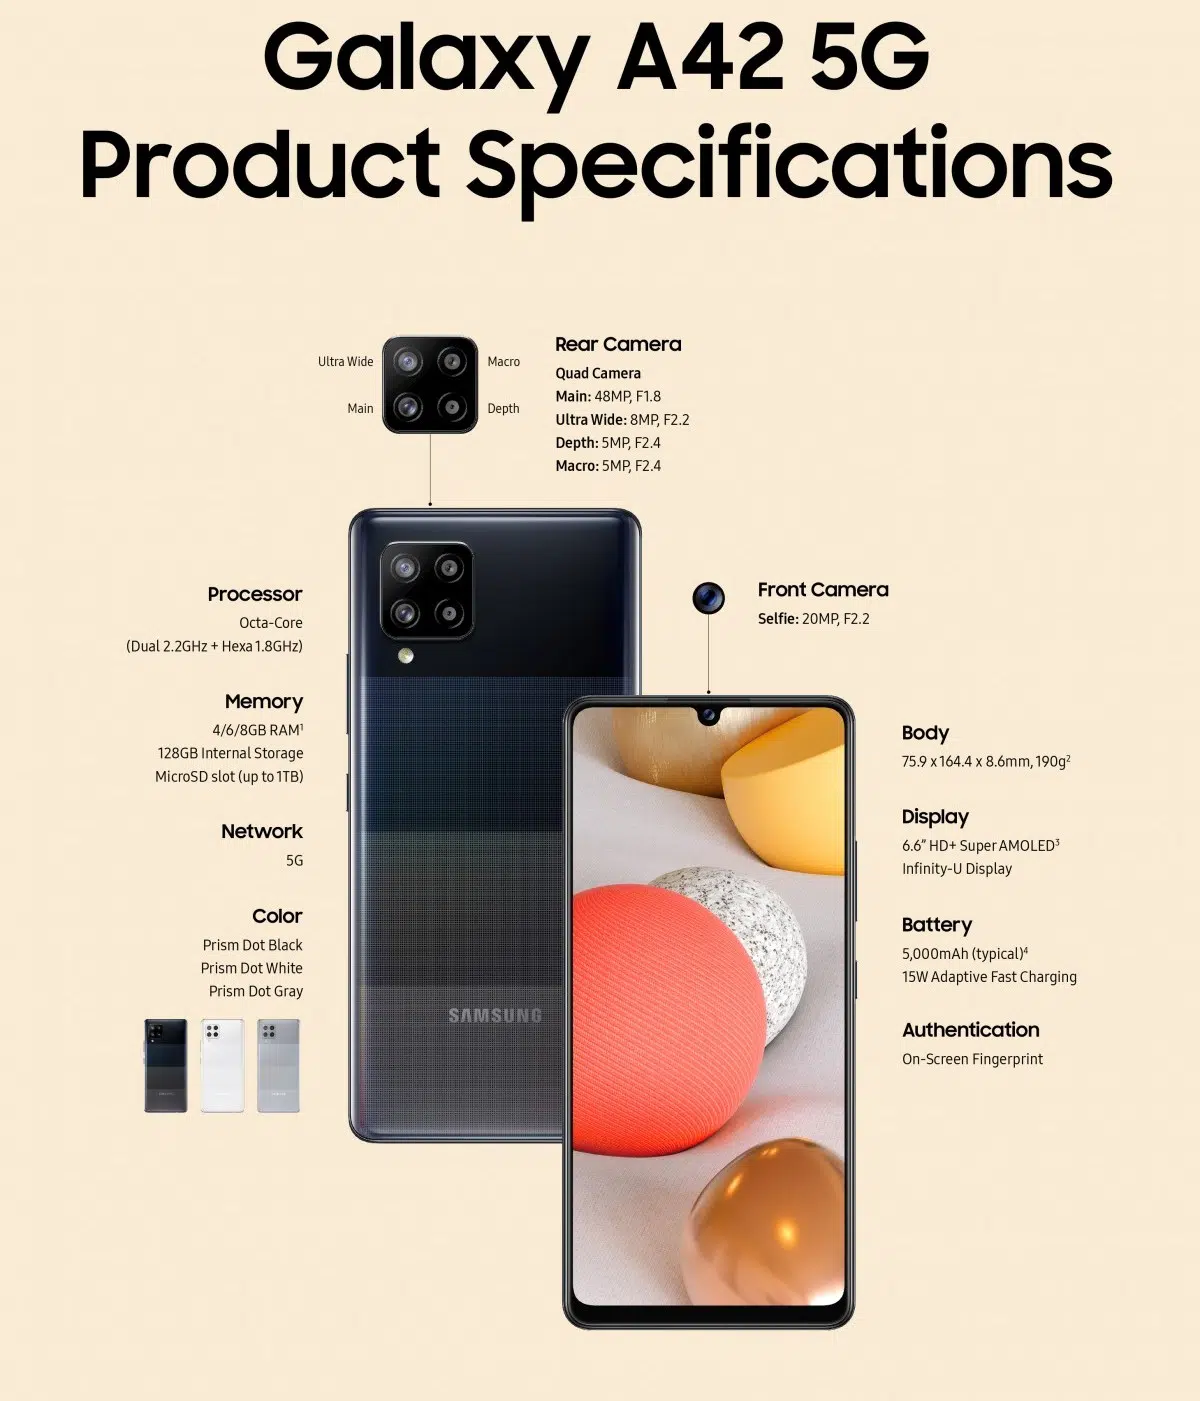 Galaxy A42 5G
Product Specifications
Ultra Wide
Macro
Main
Depth
Rear Camera
Quad Camera
Main: 48MP, F1.8
Ultra Wide: 8MP, F2.2
Depth: 5MP, F2.4
Macro: 5MP, F2.4
Processor
Octa-Core
(Dual 2.2GHz + Hexa 1.8GHz)
Memory
4/6/8GB RAM¹
128GB Internal Storage
MicroSD slot (up to 1TB)
Network
5G
Color
Prism Dot Black
Prism Dot White
Prism Dot Gray
SAMSUNG
Front Camera
Selfie: 20MP, F2.2
Body
75.9 x 164.4 x 8.6mm, 190g²
Display
6.6” HD+ Super AMOLED³
Infinity-U Display
Battery
5,000mAh (typical)⁴
15W Adaptive Fast Charging
Authentication
On-Screen Fingerprint